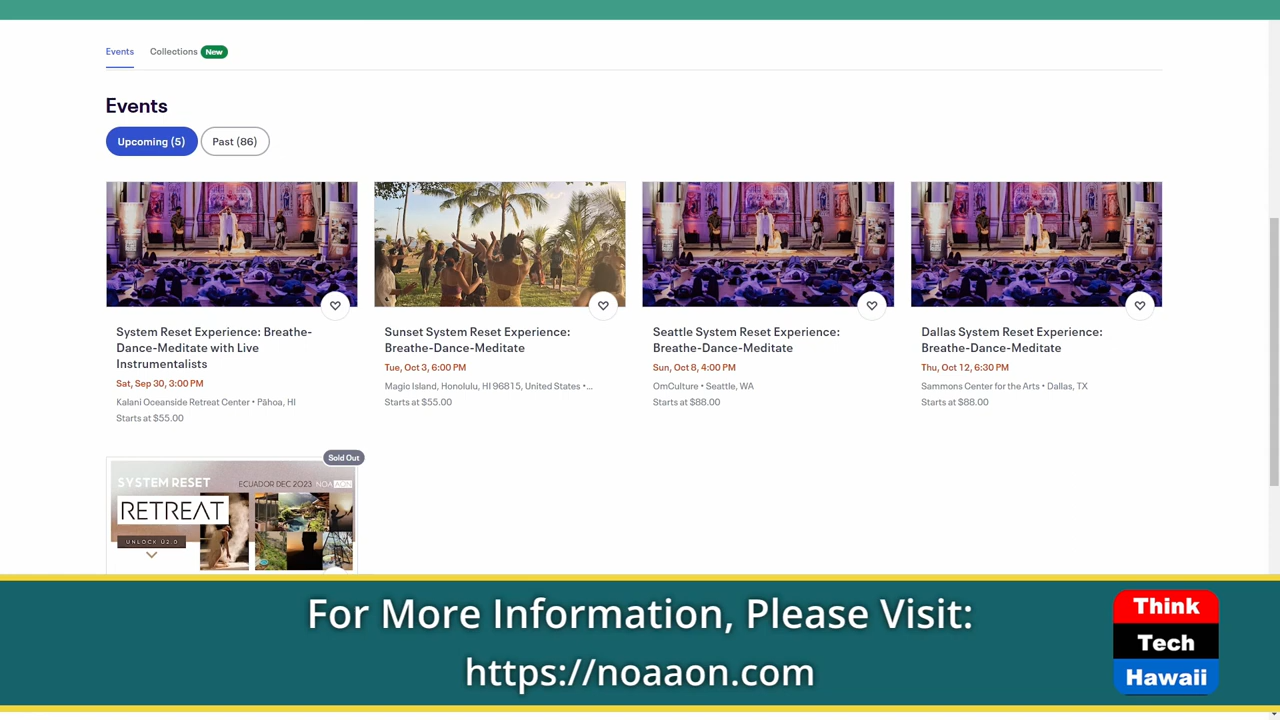 Events Collections New
Events
Upcoming (5) Past (86)
System Reset Experience: Breathe-
Dance-Meditate with Live
Instrumentalists
Sat, Sep 30, 3:00 PM
Kalani Oceanside Retreat Center • Pāhoa, HI
Starts at $55.00
Sunset System Reset Experience:
Breathe-Dance-Meditate
Tue, Oct 3, 6:00 PM
Magic Island, Honolulu, HI 96815, United States •...
Starts at $55.00
Seattle System Reset Experience:
Breathe-Dance-Meditate
Sun, Oct 8, 4:00 PM
OmCulture • Seattle, WA
Starts at $88.00
Dallas System Reset Experience:
Breathe-Dance-Meditate
Thu, Oct 12, 6:30 PM
Sammons Center for the Arts • Dallas, TX
Starts at $88.00
Sold Out
SYSTEM RESET
ECUADOR DEC 2023 NOA AON
RETREAT
UNLOCK U2.0
For More Information, Please Visit:
https://noaaon.com
Think
Tech
Hawaii